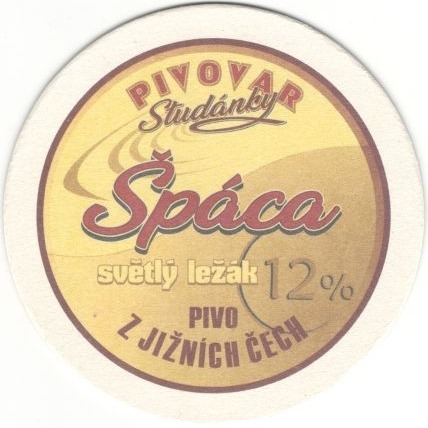 PIVOVAR
Studánky
Špáca
světlý ležák 12%
PIVO
Z JIŽNÍCH ČECH